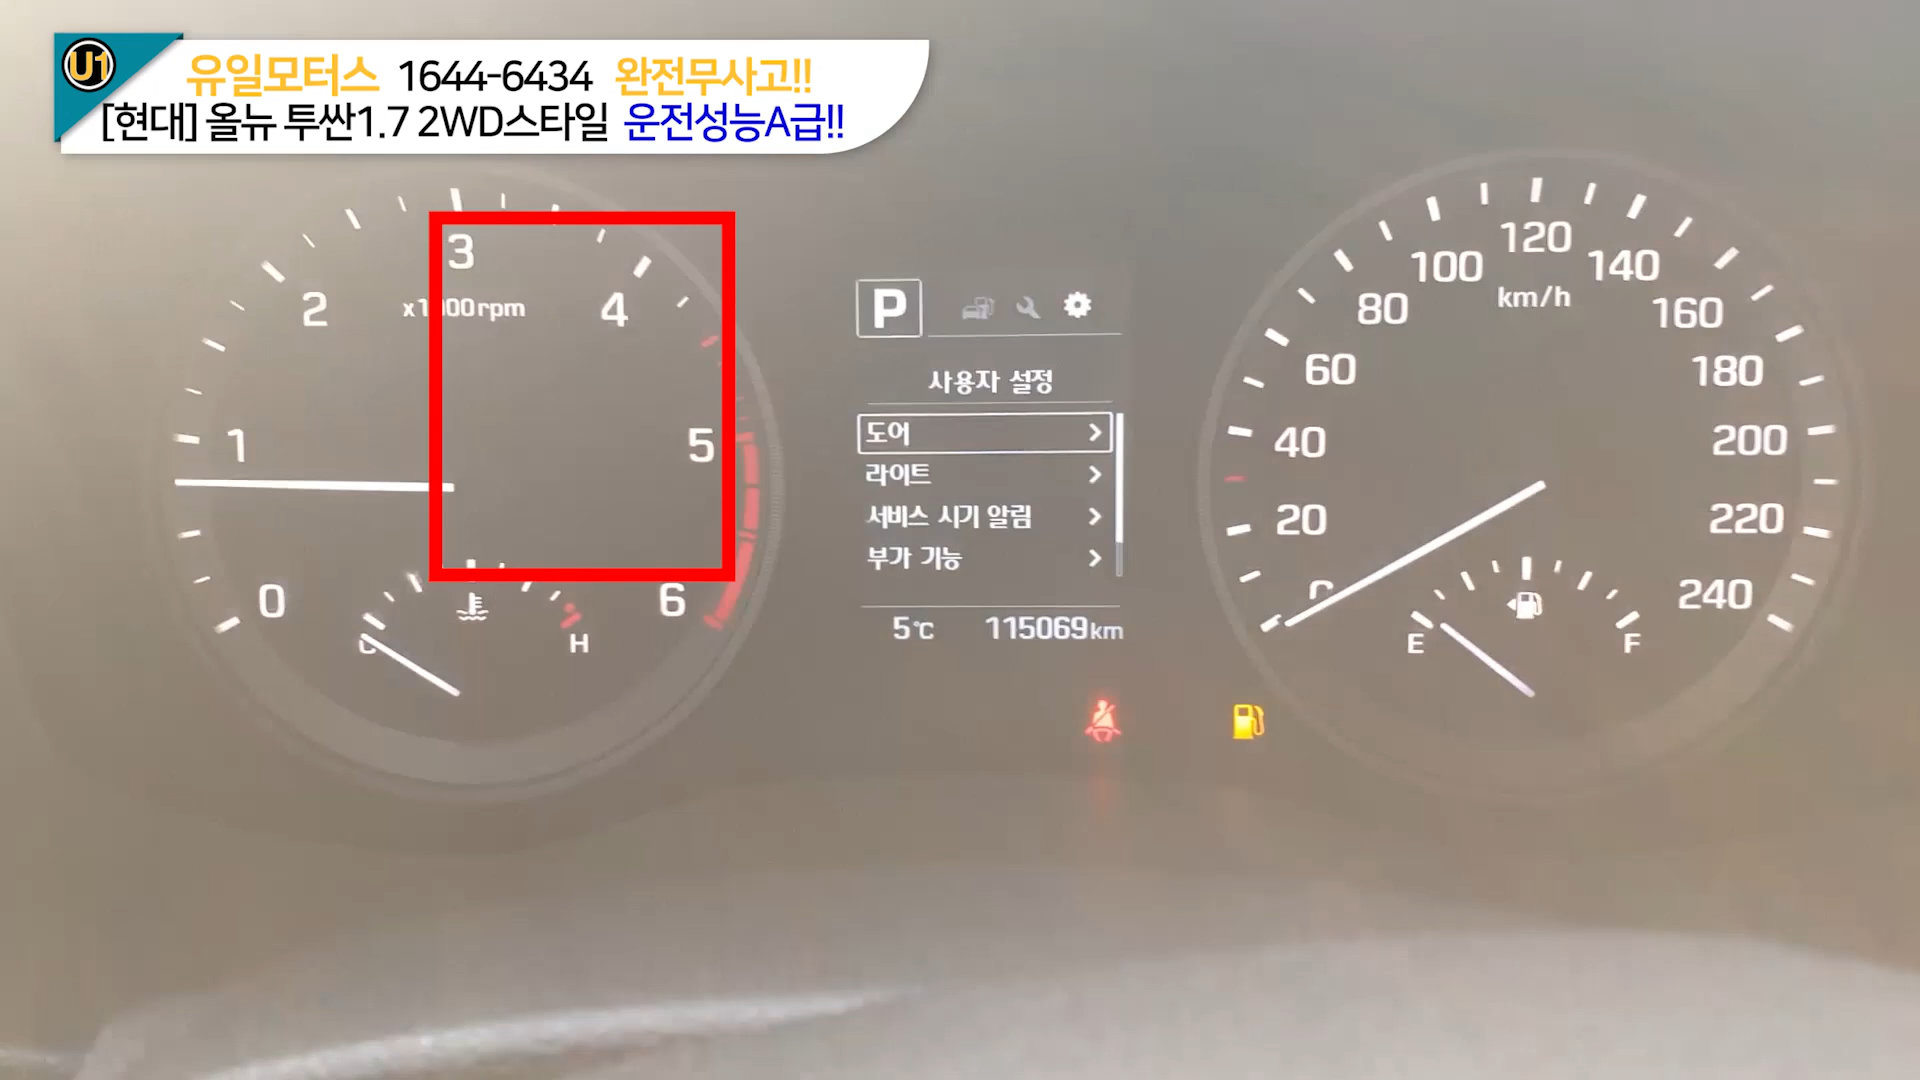 U1
유일모터스 1644-6434 완전무사고!!
[현대] 올뉴 투싼1.7 2WD스타일 운전성능A급!!
0
1
2
3
4
5
6
x1000rpm
C
H
P
사용자 설정
도어
라이트
서비스 시기 알림
부가 기능
5℃ 115069km
0
20
40
60
80
100
120
140
160
180
200
220
240
km/h
E
F